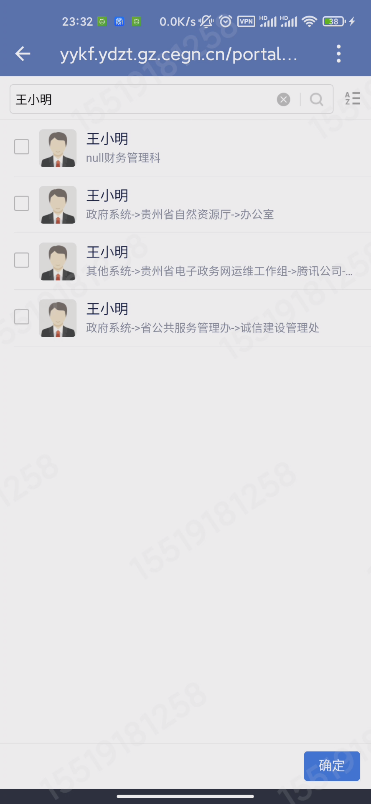 23:32
0.0K/s
VPN
HD
HD
38
yykf.ydzt.gz.cegn.cn/portal...
王小明
A
Z
王小明
null财务管理科
王小明
政府系统->贵州省自然资源厅->办公室
王小明
其他系统->贵州省电子政务网运维工作组->腾讯公司-...
王小明
政府系统->省公共服务管理办->诚信建设管理处
15519181258
15519181258
15519181258
15519181258
确定